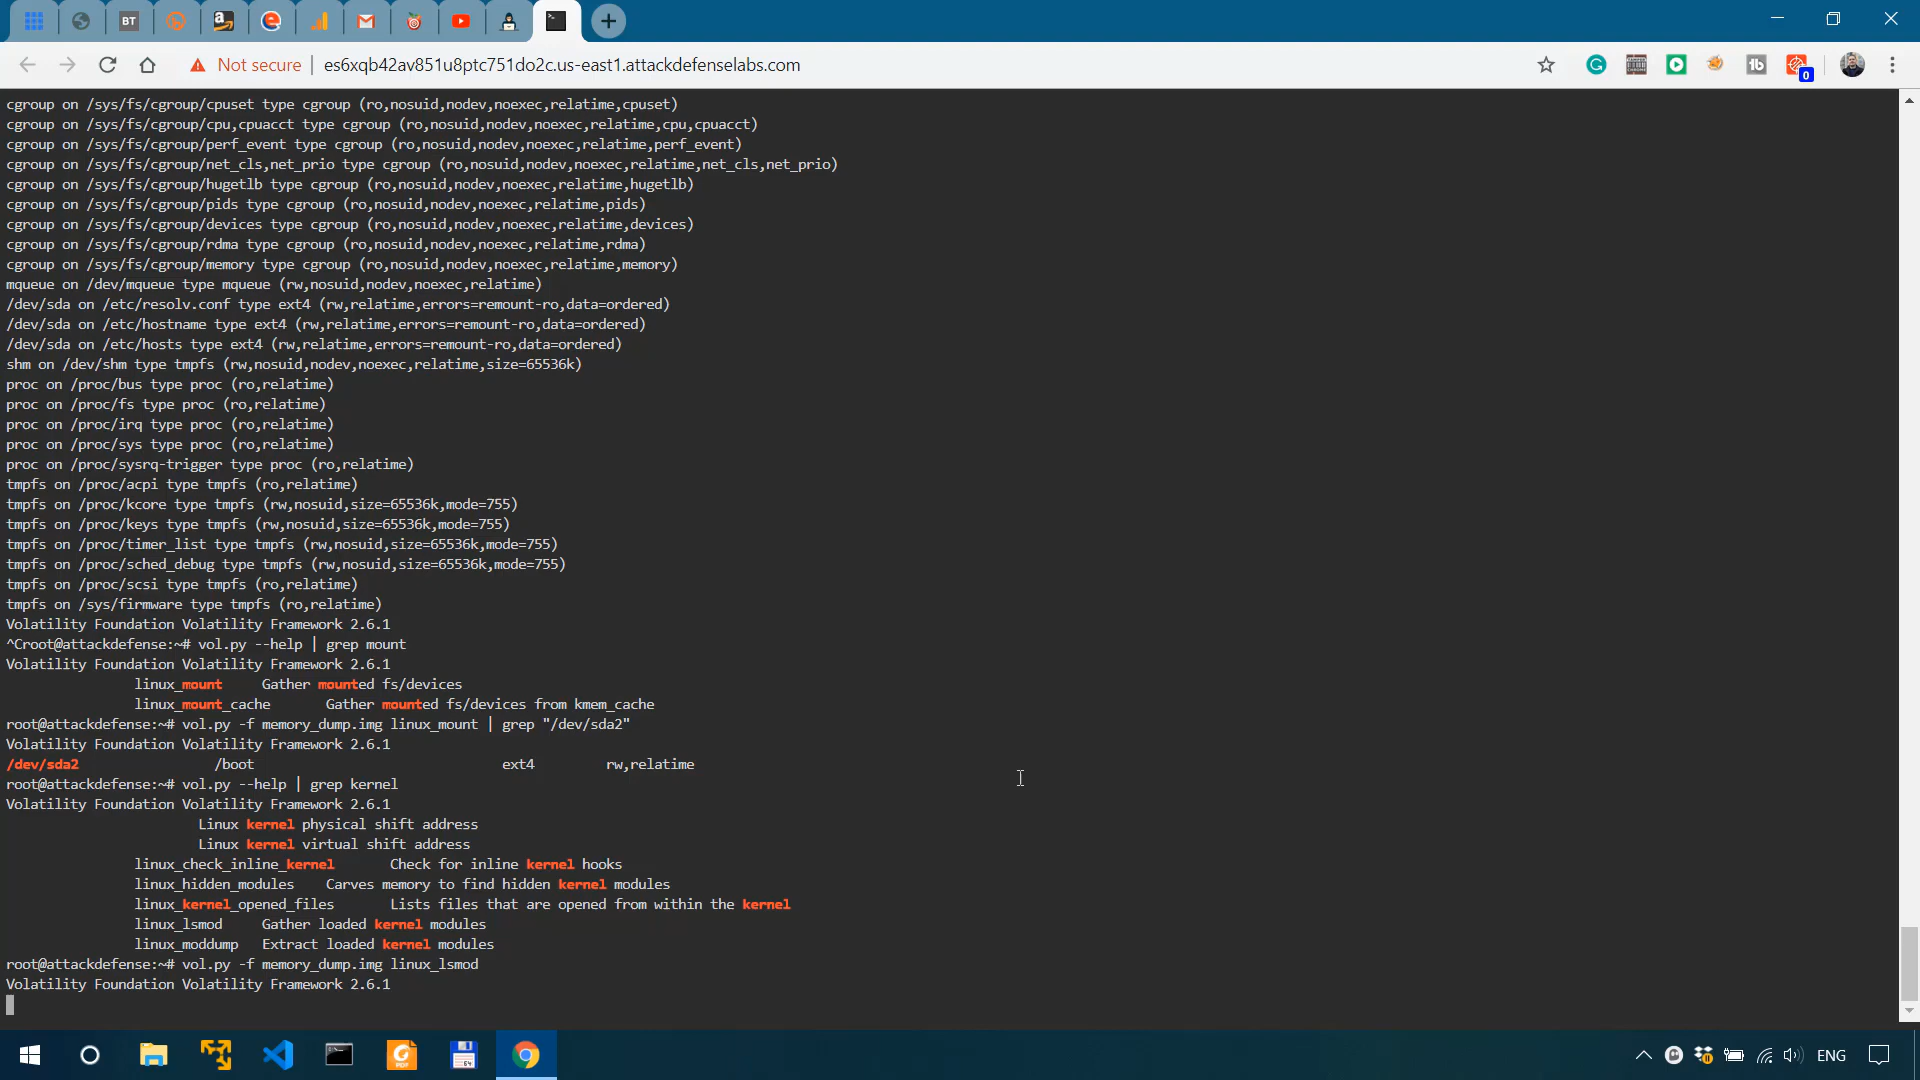 BT
Not secure
es6xqb42av851u8ptc751do2c.us-east1.attackdefenselabs.com
0
cgroup on /sys/fs/cgroup/cpuset type cgroup (ro,nosuid,nodev,noexec,relatime,cpuset)
cgroup on /sys/fs/cgroup/cpu,cpuacct type cgroup (ro,nosuid,nodev,noexec,relatime,cpu,cpuacct)
cgroup on /sys/fs/cgroup/perf_event type cgroup (ro,nosuid,nodev,noexec,relatime,perf_event)
cgroup on /sys/fs/cgroup/net_cls,net_prio type cgroup (ro,nosuid,nodev,noexec,relatime,net_cls,net_prio)
cgroup on /sys/fs/cgroup/hugetlb type cgroup (ro,nosuid,nodev,noexec,relatime,hugetlb)
cgroup on /sys/fs/cgroup/pids type cgroup (ro,nosuid,nodev,noexec,relatime,pids)
cgroup on /sys/fs/cgroup/devices type cgroup (ro,nosuid,nodev,noexec,relatime,devices)
cgroup on /sys/fs/cgroup/rdma type cgroup (ro,nosuid,nodev,noexec,relatime,rdma)
cgroup on /sys/fs/cgroup/memory type cgroup (ro,nosuid,nodev,noexec,relatime,memory)
mqueue on /dev/mqueue type mqueue (rw,nosuid,nodev,noexec,relatime)
/dev/sda on /etc/resolv.conf type ext4 (rw,relatime,errors=remount-ro,data=ordered)
/dev/sda on /etc/hostname type ext4 (rw,relatime,errors=remount-ro,data=ordered)
/dev/sda on /etc/hosts type ext4 (rw,relatime,errors=remount-ro,data=ordered)
shm on /dev/shm type tmpfs (rw,nosuid,nodev,noexec,relatime,size=65536k)
proc on /proc/bus type proc (ro,relatime)
proc on /proc/fs type proc (ro,relatime)
proc on /proc/irq type proc (ro,relatime)
proc on /proc/sys type proc (ro,relatime)
proc on /proc/sysrq-trigger type proc (ro,relatime)
tmpfs on /proc/acpi type tmpfs (ro,relatime)
tmpfs on /proc/kcore type tmpfs (rw,nosuid,size=65536k,mode=755)
tmpfs on /proc/keys type tmpfs (rw,nosuid,size=65536k,mode=755)
tmpfs on /proc/timer_list type tmpfs (rw,nosuid,size=65536k,mode=755)
tmpfs on /proc/sched_debug type tmpfs (rw,nosuid,size=65536k,mode=755)
tmpfs on /proc/scsi type tmpfs (ro,relatime)
tmpfs on /sys/firmware type tmpfs (ro,relatime)
Volatility Foundation Volatility Framework 2.6.1
^Croot@attackdefense:~# vol.py --help | grep mount
Volatility Foundation Volatility Framework 2.6.1
linux_mount Gather mounted fs/devices
linux_mount_cache Gather mounted fs/devices from kmem_cache
root@attackdefense:~# vol.py -f memory_dump.img linux_mount | grep "/dev/sda2"
Volatility Foundation Volatility Framework 2.6.1
/dev/sda2 /boot ext4 rw,relatime
root@attackdefense:~# vol.py --help | grep kernel
Volatility Foundation Volatility Framework 2.6.1
Linux kernel physical shift address
Linux kernel virtual shift address
linux_check_inline_kernel Check for inline kernel hooks
linux_hidden_modules Carves memory to find hidden kernel modules
linux_kernel_opened_files Lists files that are opened from within the kernel
linux_lsmod Gather loaded kernel modules
linux_moddump Extract loaded kernel modules
root@attackdefense:~# vol.py -f memory_dump.img linux_lsmod
Volatility Foundation Volatility Framework 2.6.1
ENG